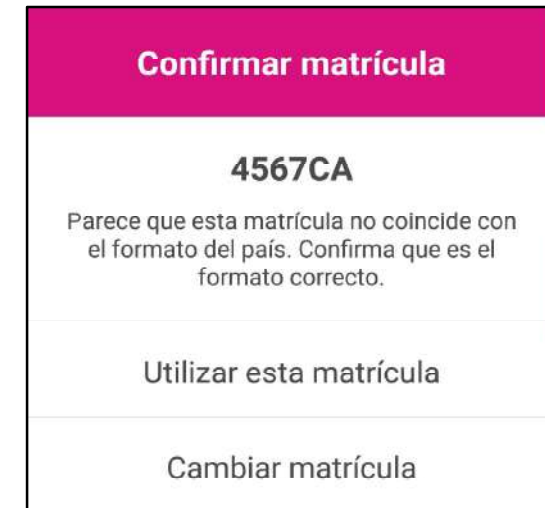 Confirmar matrícula
4567CA
Parece que esta matrícula no coincide con
el formato del país. Confirma que es el
formato correcto.
Utilizar esta matrícula
Cambiar matrícula